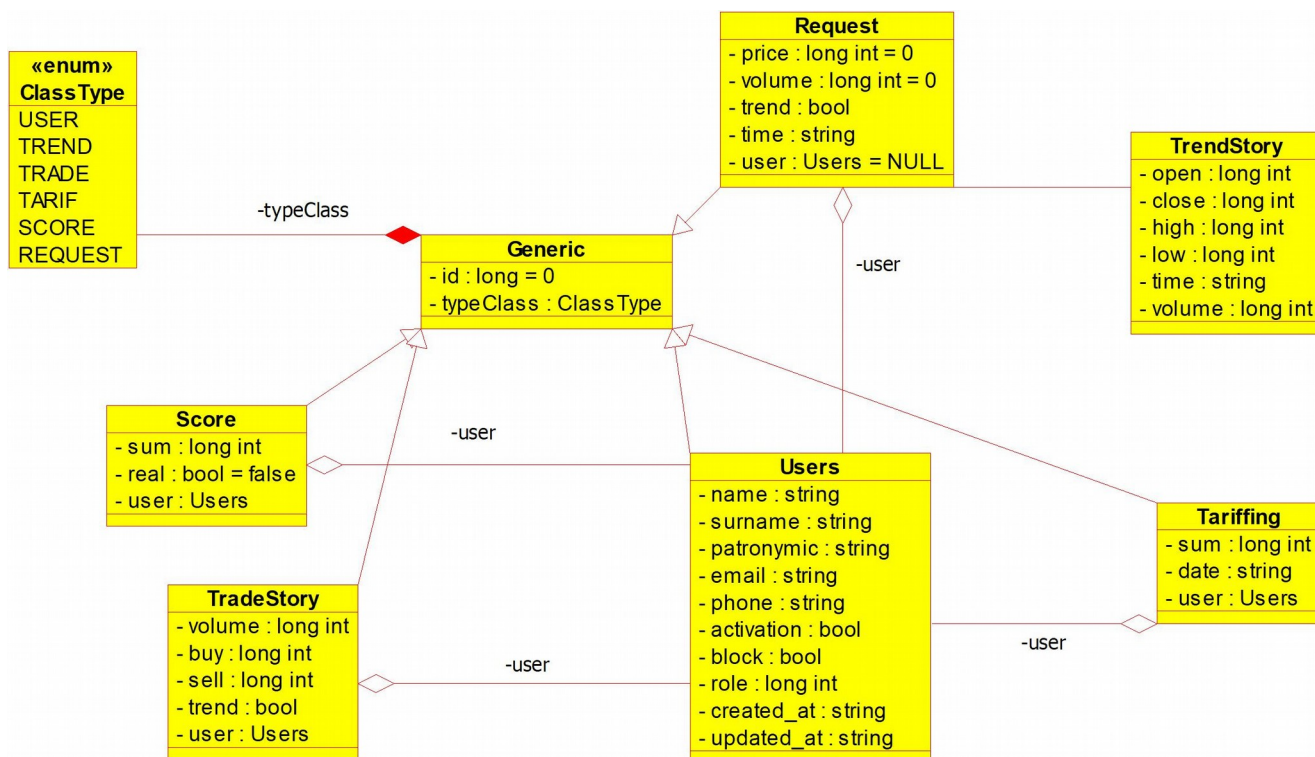 «enum»
ClassType
USER
TREND
TRADE
TARIF
SCORE
REQUEST
Request
- price : long int = 0
- volume : long int = 0
- trend : bool
- time : string
- user : Users = NULL
TrendStory
- open : long int
- close : long int
- high : long int
- low : long int
- time : string
- volume : long int
-typeClass
Generic
- id : long = 0
- typeClass : ClassType
-user
Score
- sum : long int
- real : bool = false
- user : Users
-user
Users
- name : string
- surname : string
- patronymic : string
- email : string
- phone : string
- activation : bool
- block : bool
- role : long int
- created_at : string
- updated_at : string
Tariffing
- sum : long int
- date : string
- user : Users
-user
TradeStory
- volume : long int
- buy : long int
- sell : long int
- trend : bool
- user : Users
-user